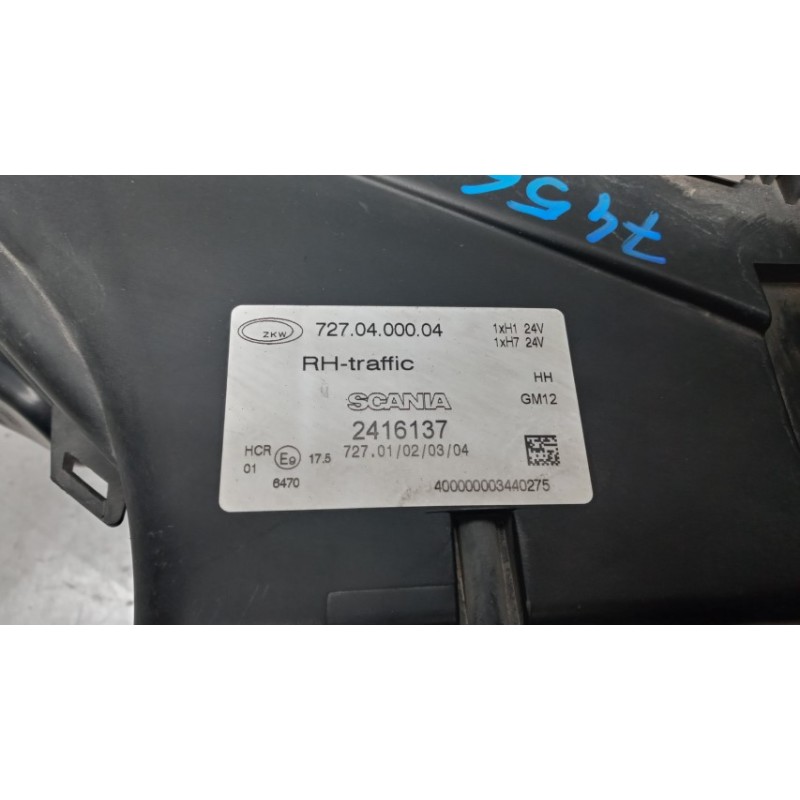 7456
ZKW 727.04.000.04 1xH1 24V
1xH7 24V
RH-traffic
HH
SCANIA GM12
2416137
HCR E9 17.5 727.01/02/03/04
01
6470 400000003440275